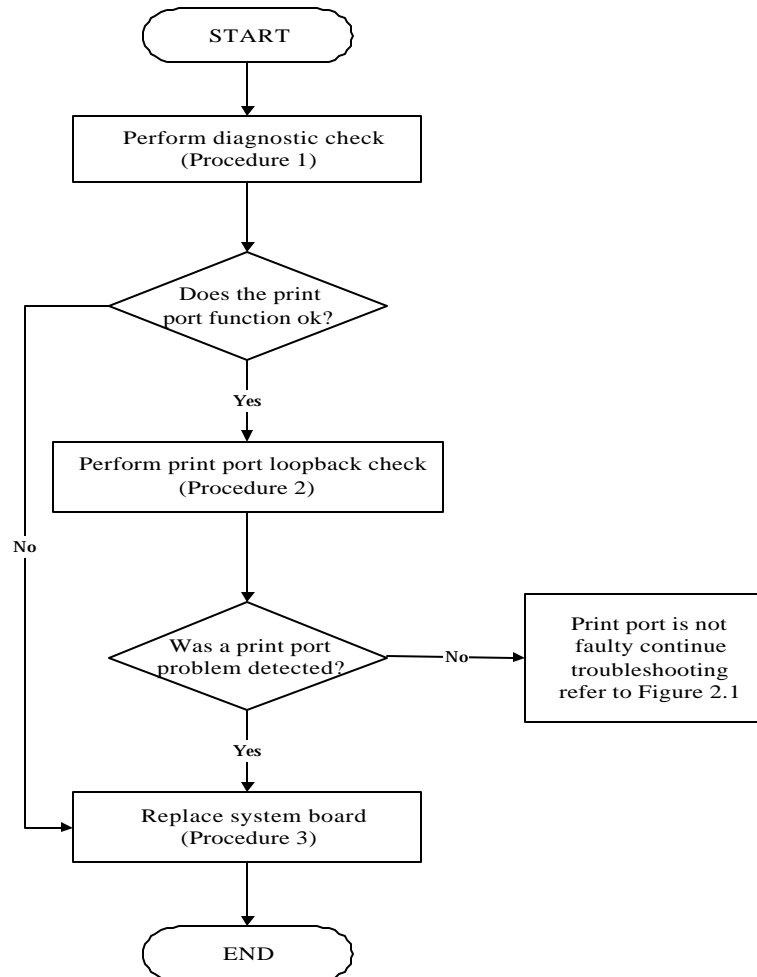 START
Perform diagnostic check
(Procedure 1)
Does the print
port function ok?
Yes
Perform print port loopback check
(Procedure 2)
No
Was a print port
problem detected?
No
Print port is not
faulty continue
troubleshooting
refer to Figure 2.1
Yes
Replace system board
(Procedure 3)
END